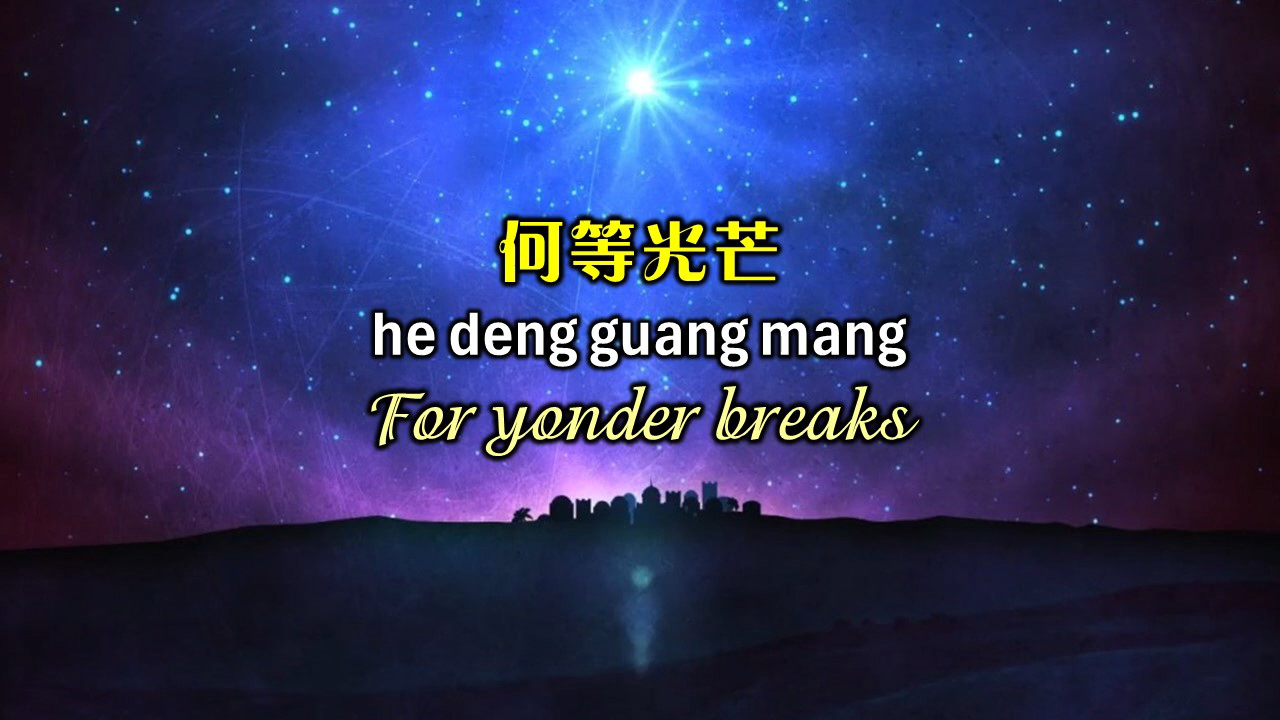 何等光芒
he deng guang mang
For yonder breaks